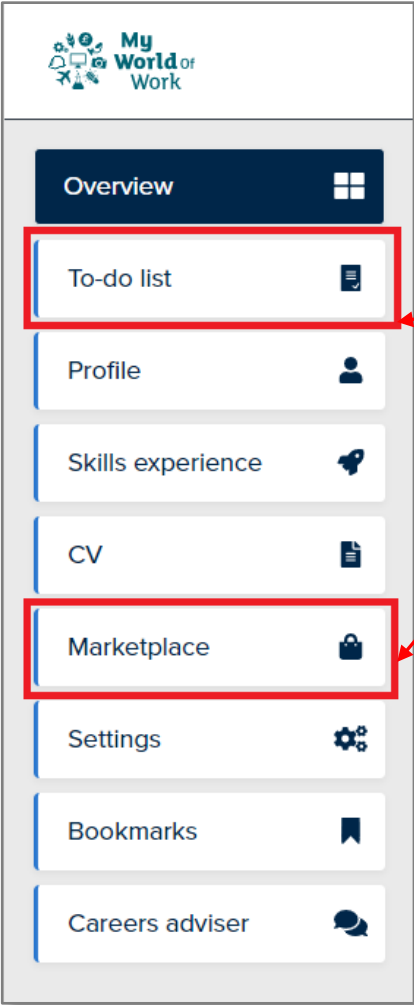 My
World Of
Work
Overview
To-do list
Profile
Skills experience
CV
Marketplace
Settings
Bookmarks
Careers adviser